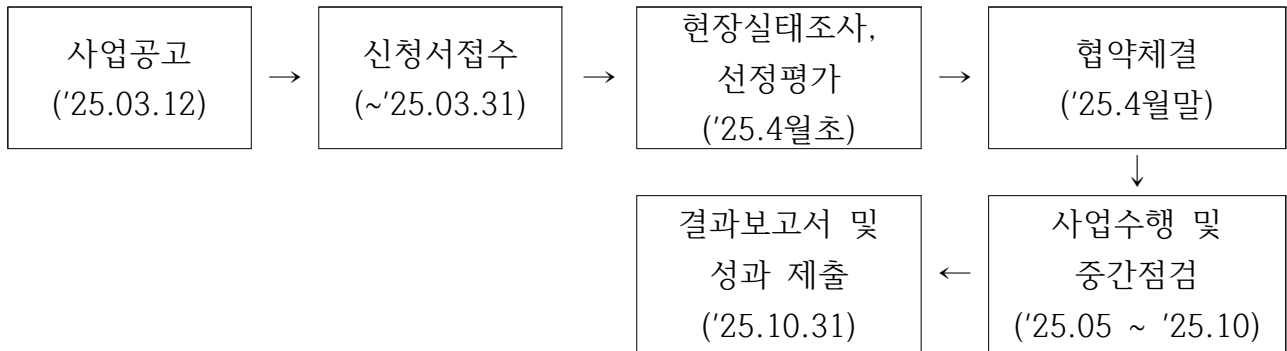 사업공고
('25.03.12)
→
신청서접수
(~'25.03.31)
→
현장실태조사,
선정평가
('25.4월초)
→
협약체결
('25.4월말)
↓
사업수행 및
중간점검
('25.05 ~ '25.10)
←
결과보고서 및
성과 제출
('25.10.31)